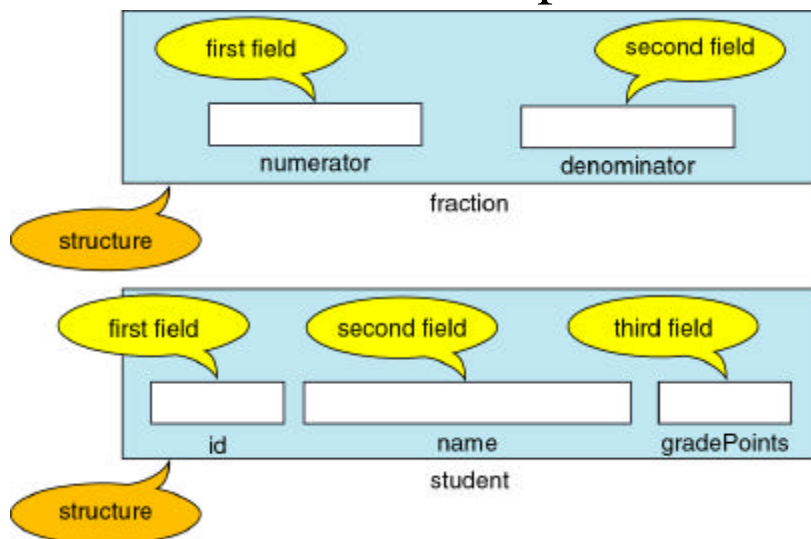 first field
second field
numerator
denominator
fraction
structure
first field
second field
third field
id
name
gradePoints
student
structure